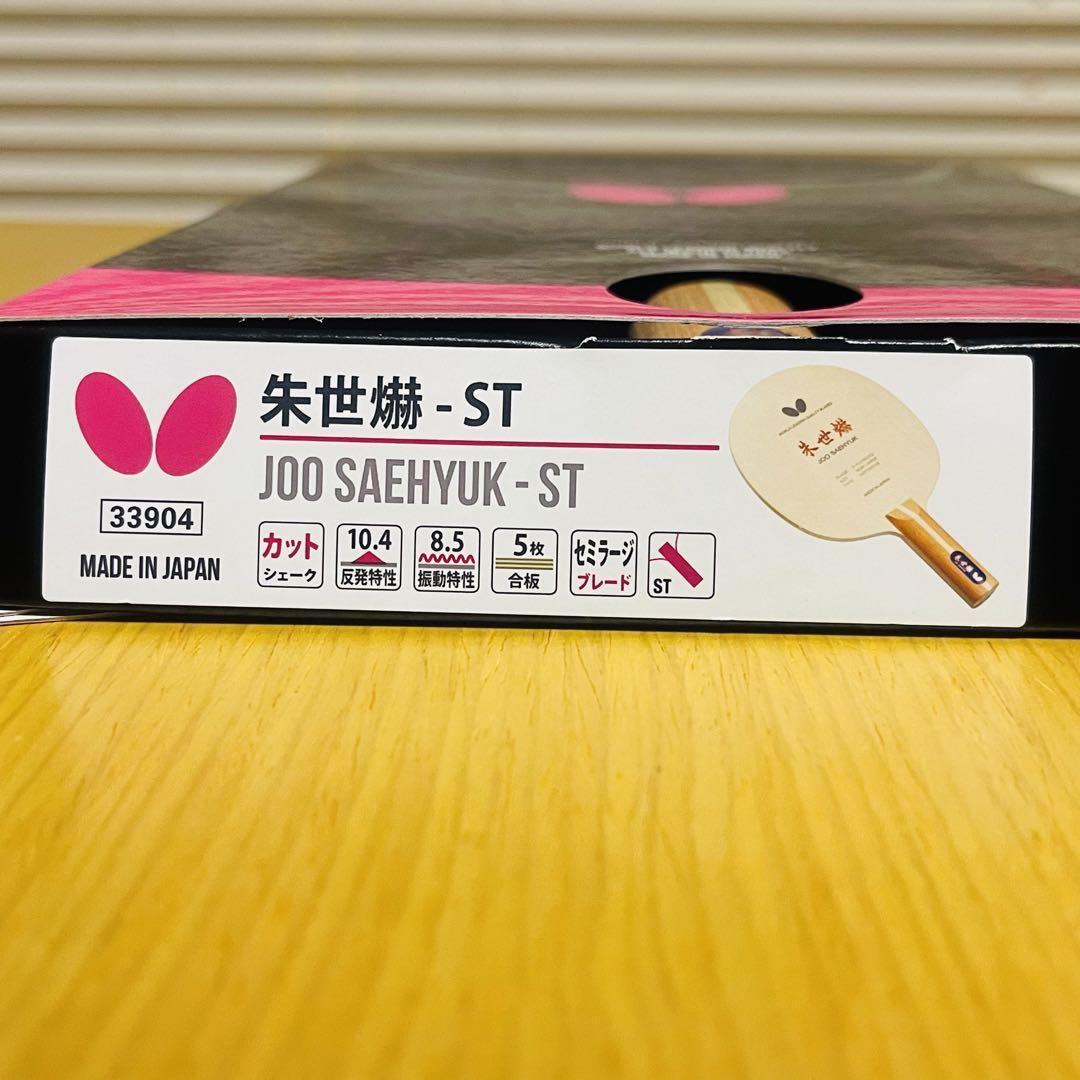 朱世爀 - ST
JOO SAEHYUK - ST
33904
MADE IN JAPAN
カット
シェーク
10.4
反発特性
8.5
振動特性
5枚
合板
セミラージ
ブレード
ST
朱世爀
JOO SAEHYUK